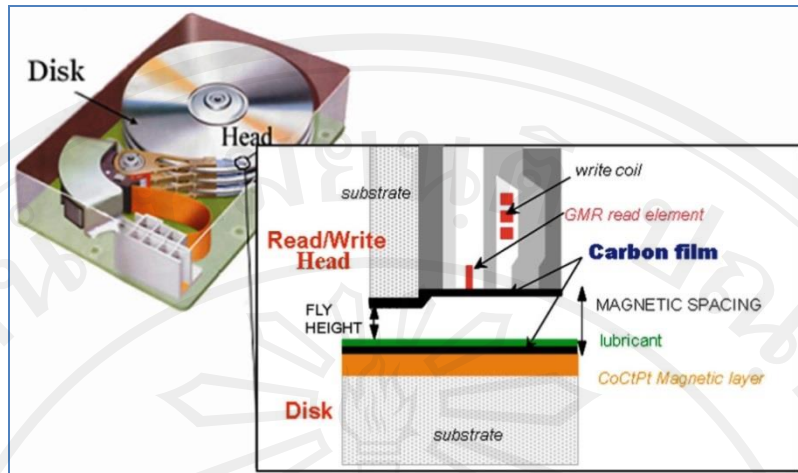 Disk
Head
substrate
write coil
GMR read element
Read/Write
Head
Carbon film
FLY
HEIGHT
MAGNETIC SPACING
lubricant
CoCtPt Magnetic layer
Disk
substrate